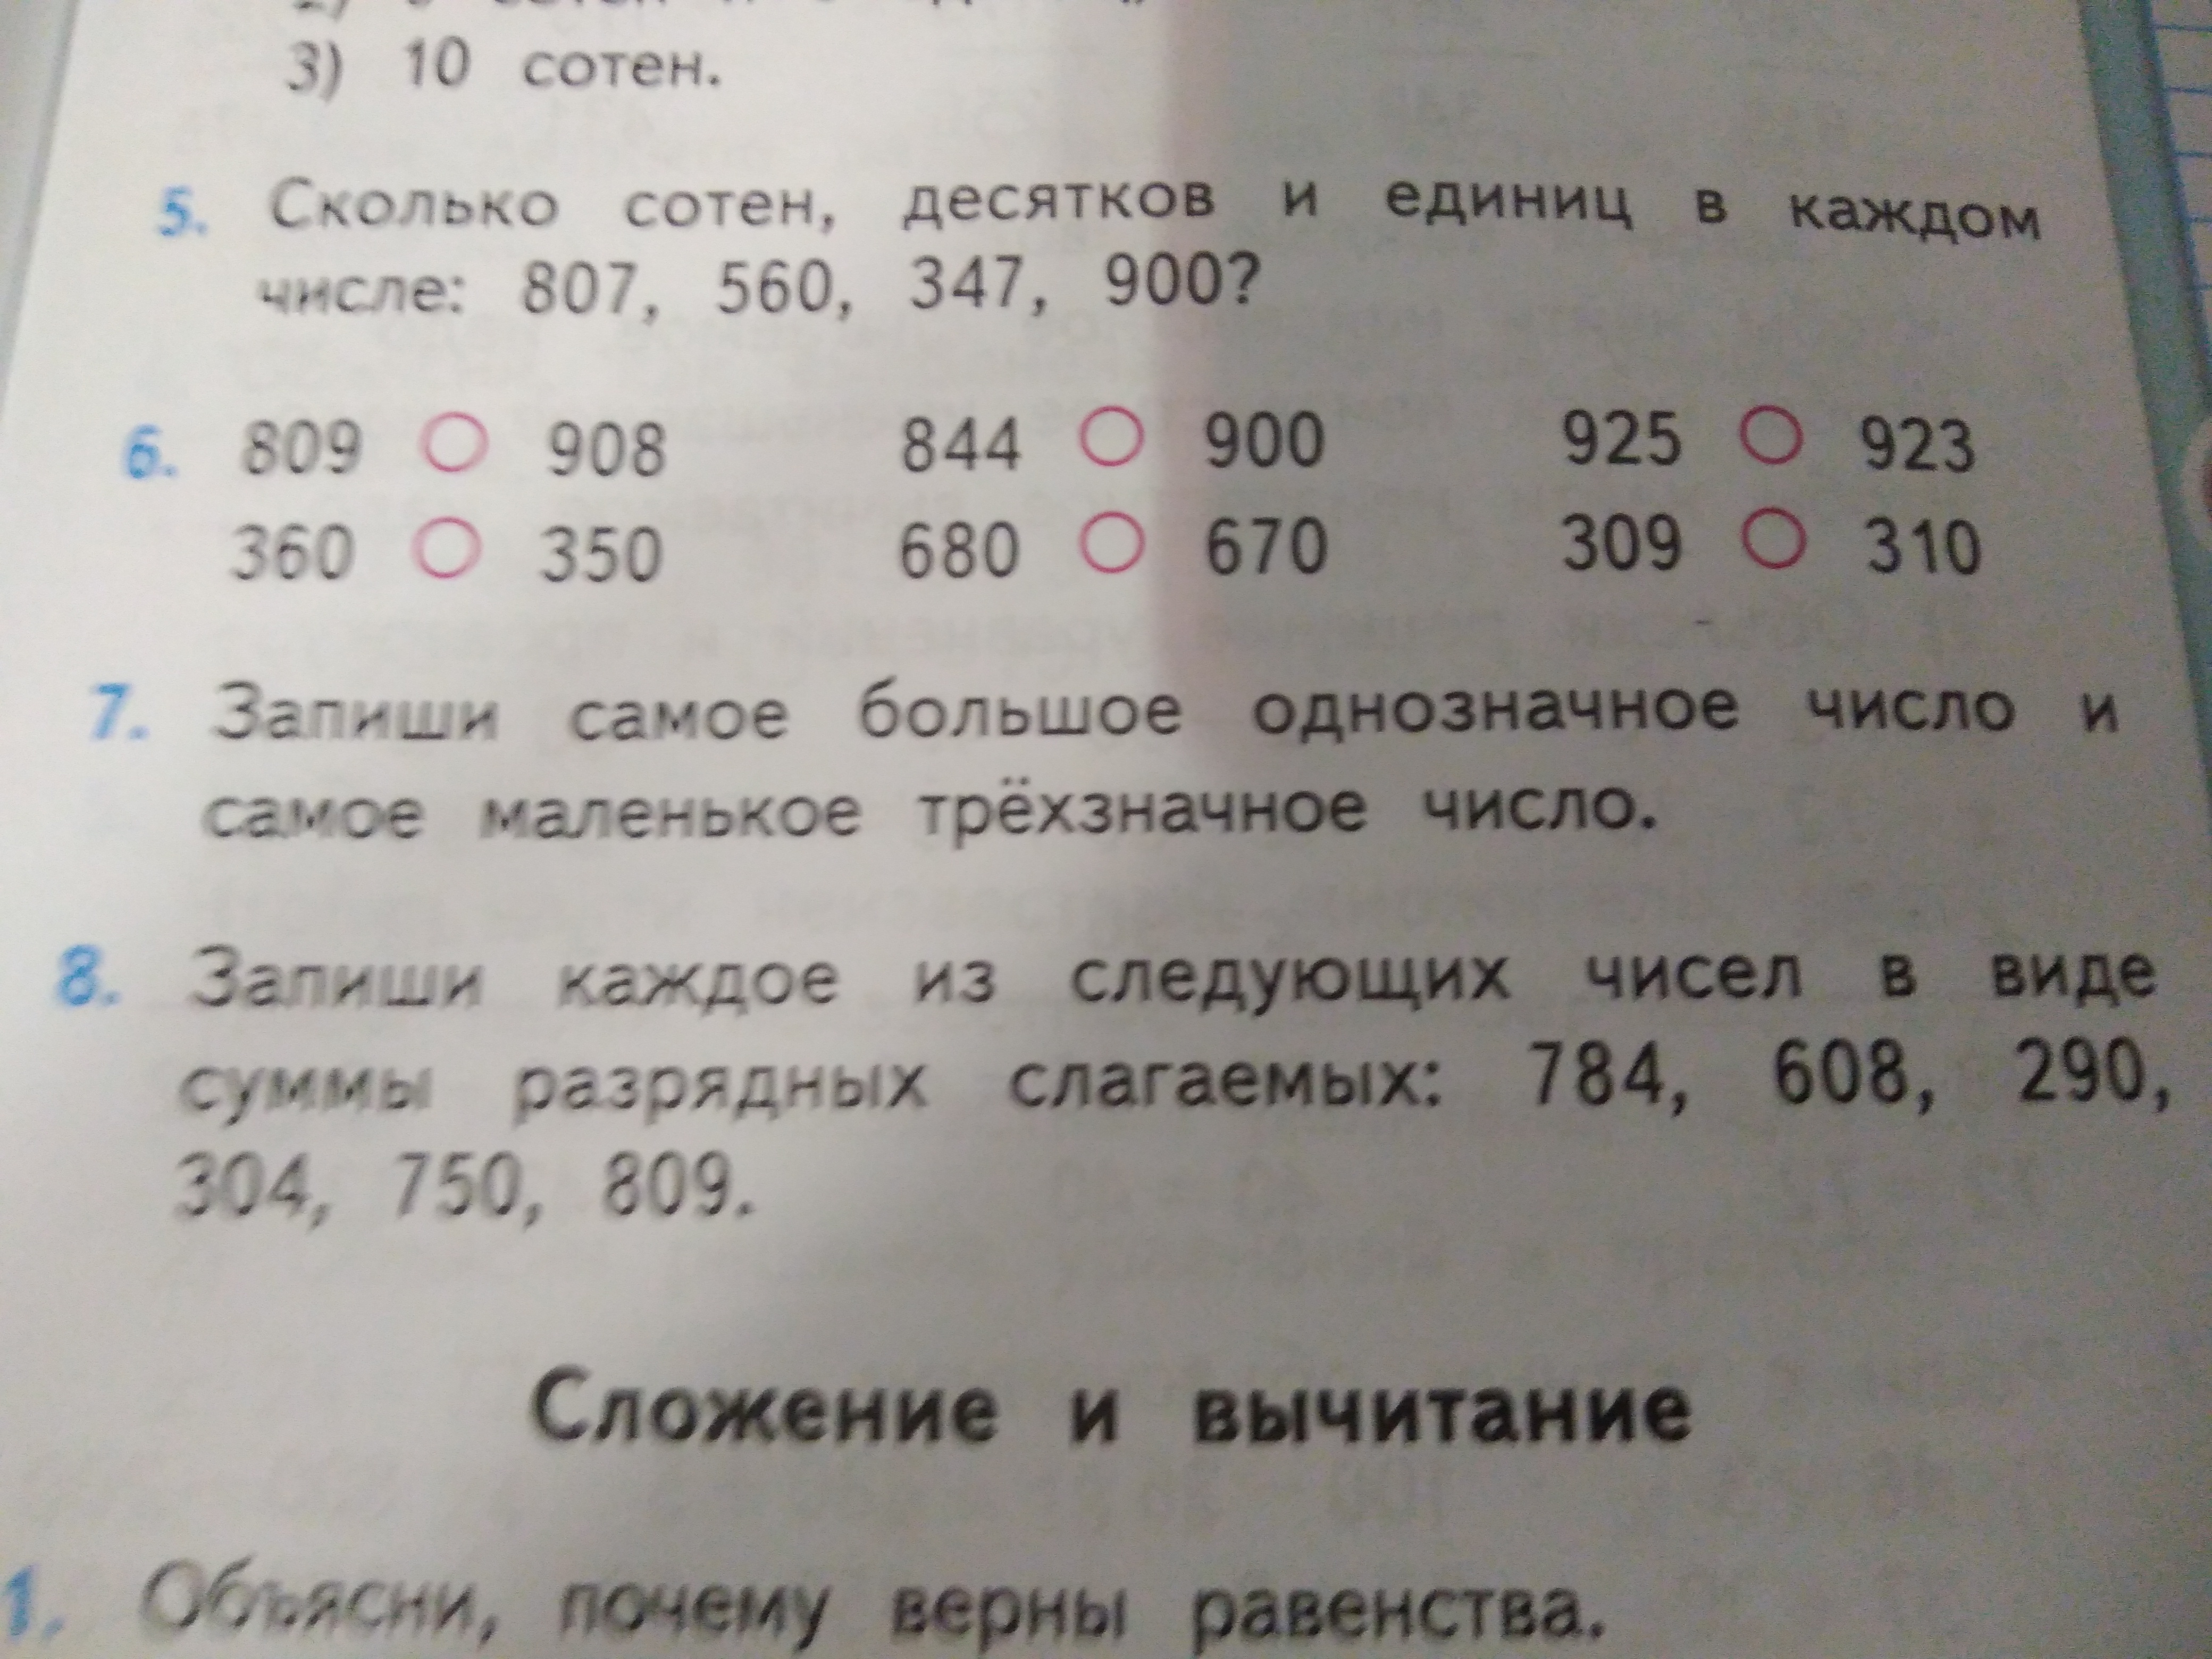 3) 10 сотен.
5. Сколько сотен, десятков и единиц в каждом
числе: 807, 560, 347, 900?
6. 809 ○ 908 844 ○ 900 925 ○ 923
360 ○ 350 680 ○ 670 309 ○ 310
7. Запиши самое большое однозначное число и
самое маленькое трёхзначное число.
8. Запиши каждое из следующих чисел в виде
суммы разрядных слагаемых: 784, 608, 290,
304, 750, 809.
Сложение и вычитание
1. Объясни, почему верны равенства.